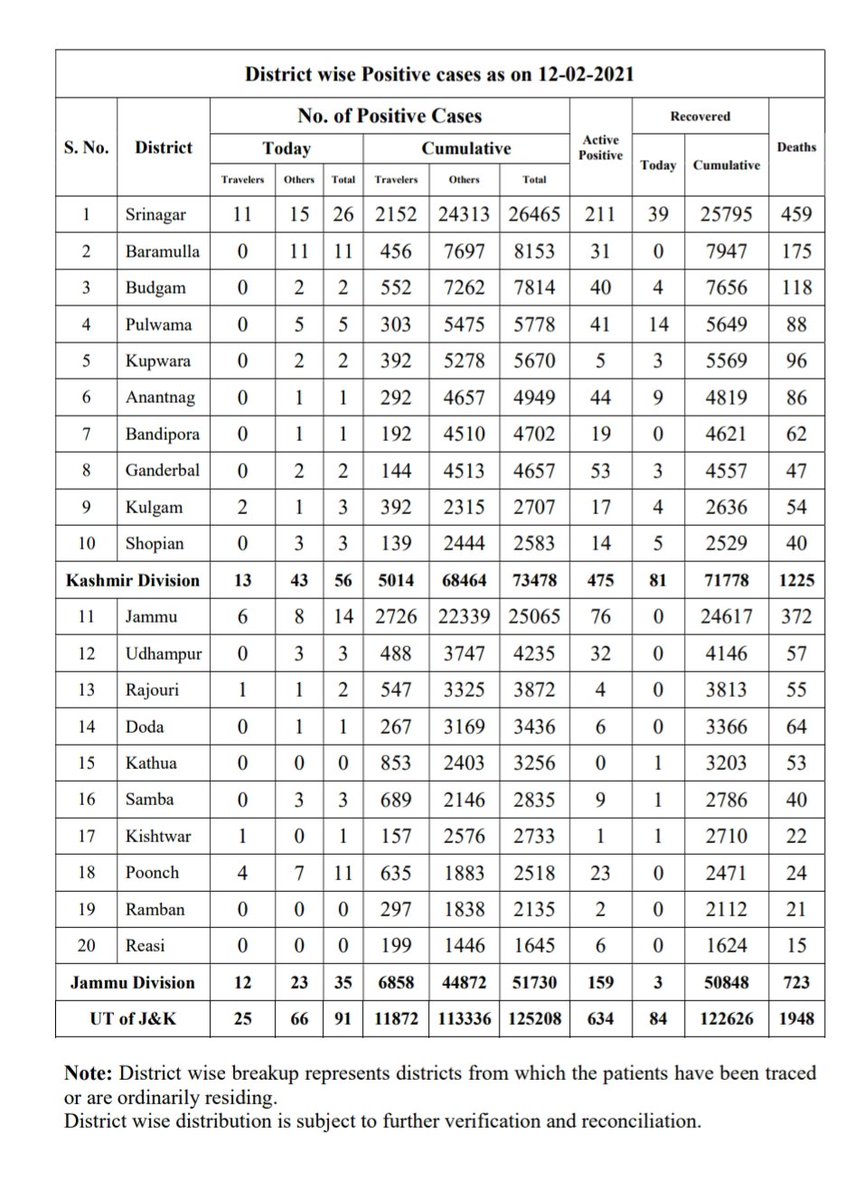 District wise Positive cases as on 12-02-2021
S. No. District No. of Positive Cases Active Positive Recovered Deaths
Today Cumulative Today Cumulative
Travelers Others Total Travelers Others Total
1 Srinagar 11 15 26 2152 24313 26465 211 39 25795 459
2 Baramulla 0 11 11 456 7697 8153 31 0 7947 175
3 Budgam 0 2 2 552 7262 7814 40 4 7656 118
4 Pulwama 0 5 5 303 5475 5778 41 14 5649 88
5 Kupwara 0 2 2 392 5278 5670 5 3 5569 96
6 Anantnag 0 1 1 292 4657 4949 44 9 4819 86
7 Bandipora 0 1 1 192 4510 4702 19 0 4621 62
8 Ganderbal 0 2 2 144 4513 4657 53 3 4557 47
9 Kulgam 2 1 3 392 2315 2707 17 4 2636 54
10 Shopian 0 3 3 139 2444 2583 14 5 2529 40
Kashmir Division 13 43 56 5014 68464 73478 475 81 71778 1225
11 Jammu 6 8 14 2726 22339 25065 76 0 24617 372
12 Udhampur 0 3 3 488 3747 4235 32 0 4146 57
13 Rajouri 1 1 2 547 3325 3872 4 0 3813 55
14 Doda 0 1 1 267 3169 3436 6 0 3366 64
15 Kathua 0 0 0 853 2403 3256 0 1 3203 53
16 Samba 0 3 3 689 2146 2835 9 1 2786 40
17 Kishtwar 1 0 1 157 2576 2733 1 1 2710 22
18 Poonch 4 7 11 635 1883 2518 23 0 2471 24
19 Ramban 0 0 0 297 1838 2135 2 0 2112 21
20 Reasi 0 0 0 199 1446 1645 6 0 1624 15
Jammu Division 12 23 35 6858 44872 51730 159 3 50848 723
UT of J&K 25 66 91 11872 113336 125208 634 84 122626 1948
Note: District wise breakup represents districts from which the patients have been traced
or are ordinarily residing.
District wise distribution is subject to further verification and reconciliation.